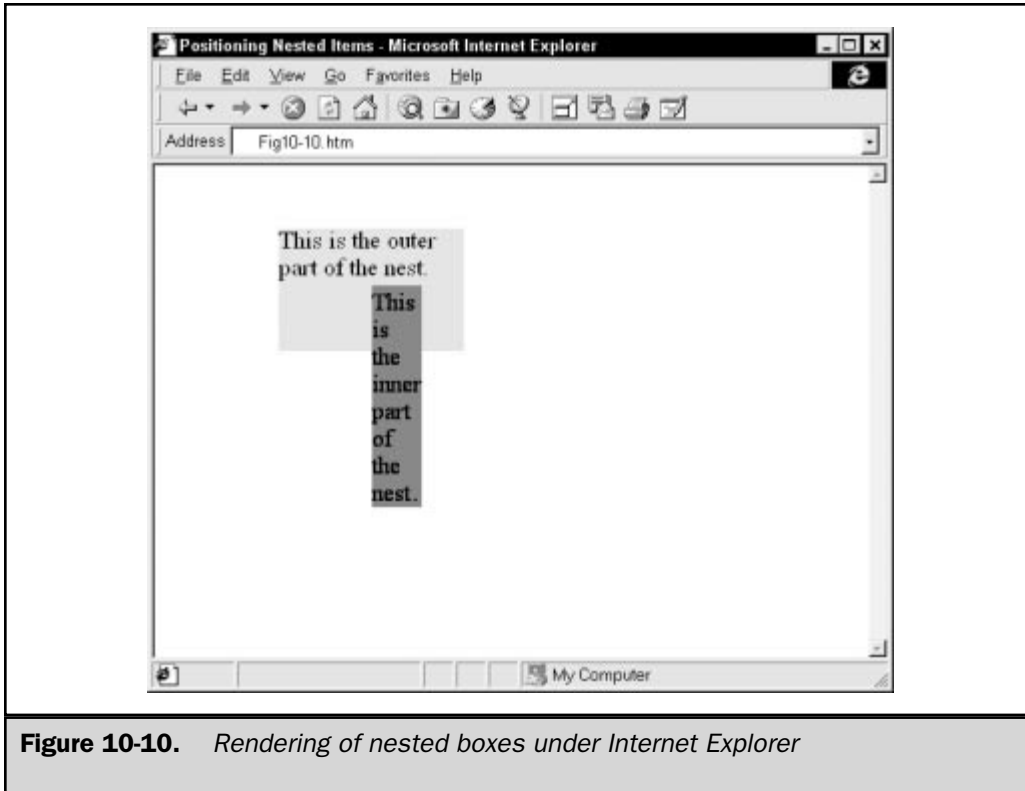 Positioning Nested Items - Microsoft Internet Explorer
File Edit View Go Favorites Help
Address Fig10-10.htm
This is the outer
part of the nest.
This
is
the
inner
part
of
the
nest.
My Computer
Figure 10-10. Rendering of nested boxes under Internet Explorer